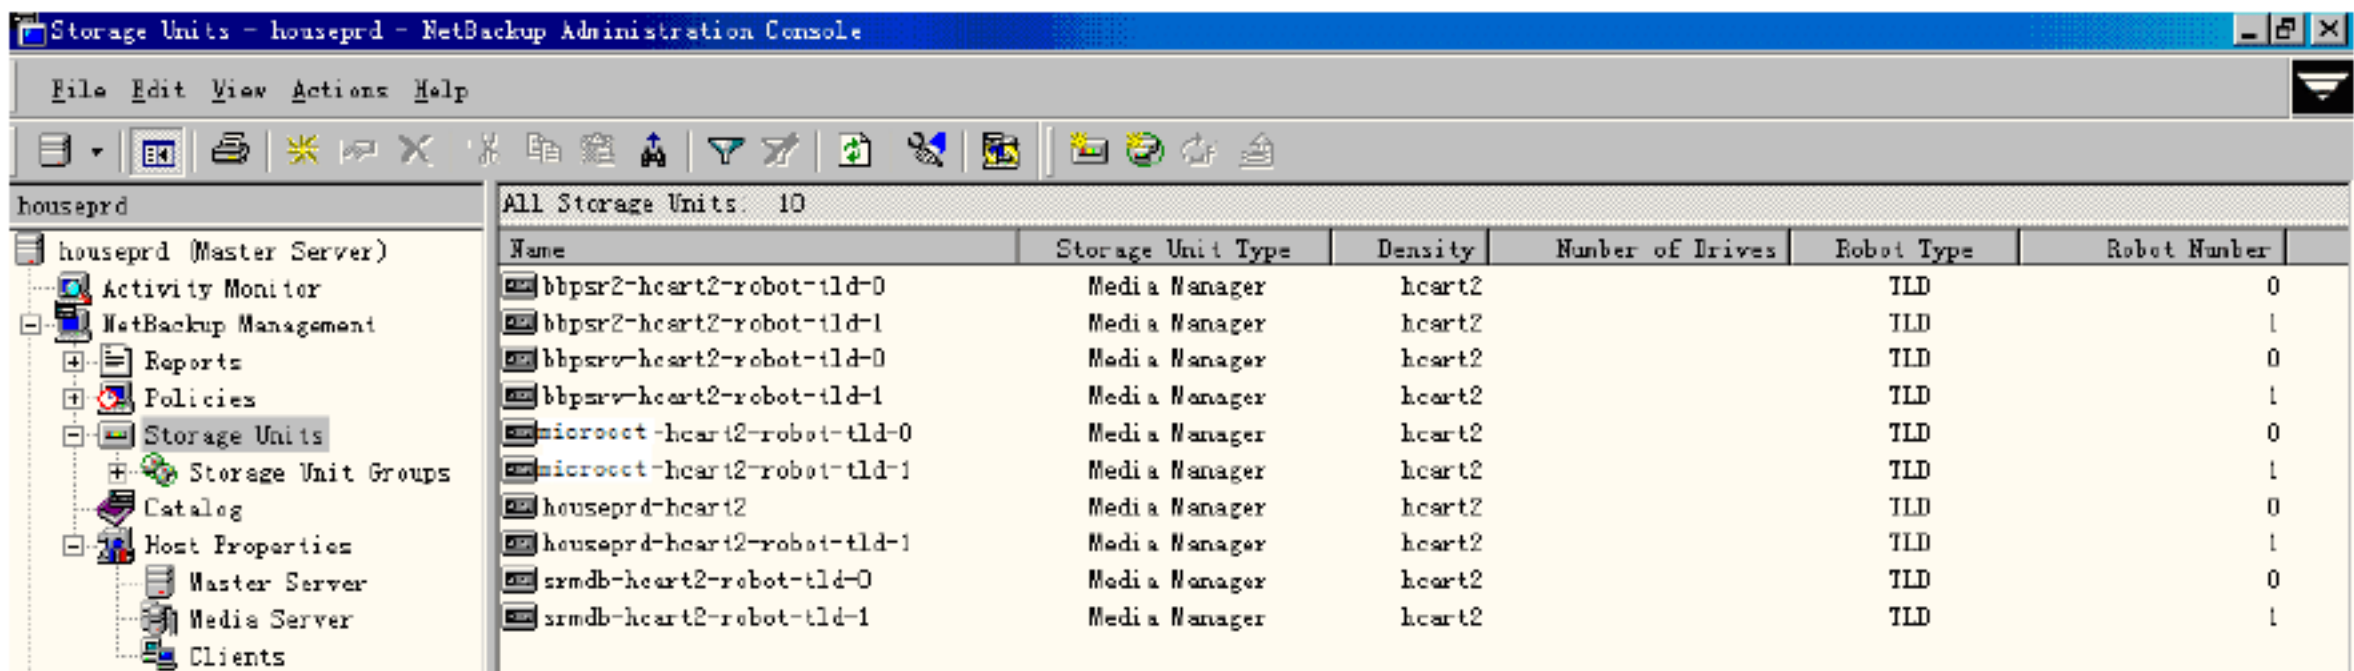 Storage Units - houseprd - NetBackup Administration Console
File Edit View Actions Help
houseprd
All Storage Units: 10
houseprd (Master Server)
Activity Monitor
NetBackup Management
Reports
Policies
Storage Units
Storage Unit Groups
Catalog
Host Properties
Master Server
Media Server
Clients
Name Storage Unit Type Density Number of Drives Robot Type Robot Number
bbpsr2-hcart2-robot-tld-0 Media Manager hcart2 TLD 0
bbpsr2-hcart2-robot-tld-1 Media Manager hcart2 TLD 1
bbpsrv-hcart2-robot-tld-0 Media Manager hcart2 TLD 0
bbpsrv-hcart2-robot-tld-1 Media Manager hcart2 TLD 1
-hcart2-robot-tld-0 Media Manager hcart2 TLD 0
-hcart2-robot-tld-1 Media Manager hcart2 TLD 1
houseprd-hcart2 Media Manager hcart2 TLD 0
houseprd-hcart2-robot-tld-1 Media Manager hcart2 TLD 1
srmdb-hcart2-robot-tld-0 Media Manager hcart2 TLD 0
srmdb-hcart2-robot-tld-1 Media Manager hcart2 TLD 1